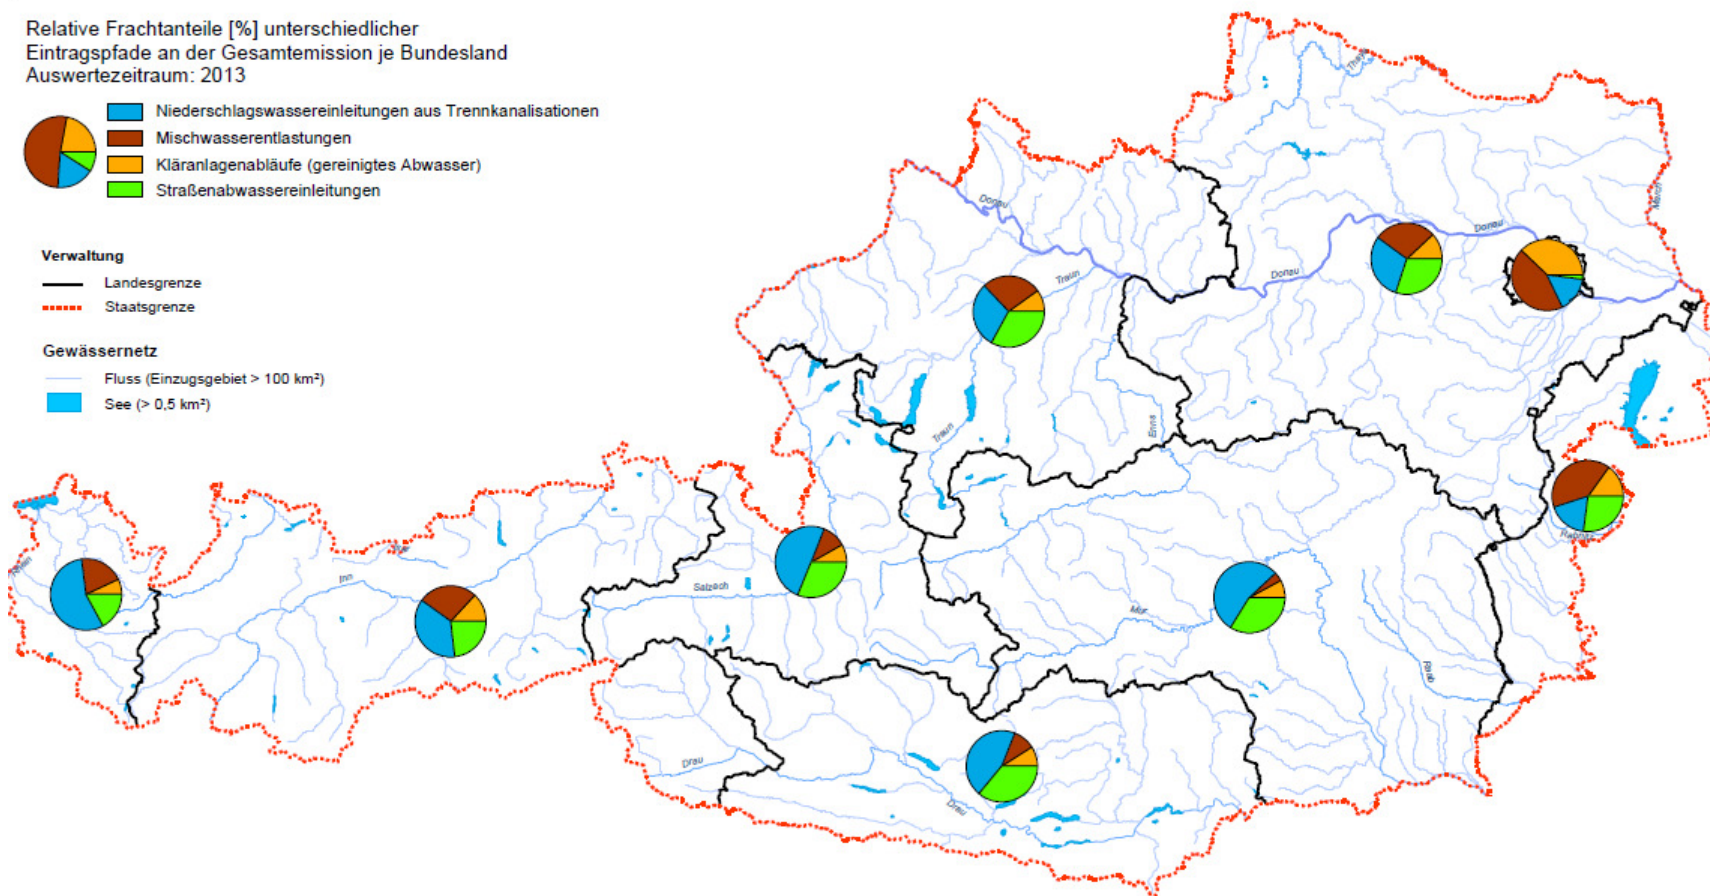 Relative Frachtanteile [%] unterschiedlicher
Eintragspfade an der Gesamtemission je Bundesland
Auswertezeitraum: 2013
Niederschlagswassereinleitungen aus Trennkanalisationen
Mischwasserentlastungen
Kläranlagenabläufe (gereinigtes Abwasser)
Straßenabwassereinleitungen
Verwaltung
Landesgrenze
Staatsgrenze
Gewässernetz
Fluss (Einzugsgebiet > 100 km²)
See (> 0,5 km²)
Thaya
March
Donau
Donau
Donau
Traun
Traun
Enns
Rabnitz
Rhein
Inn
Salzach
Mur
Raab
Drau
Drau